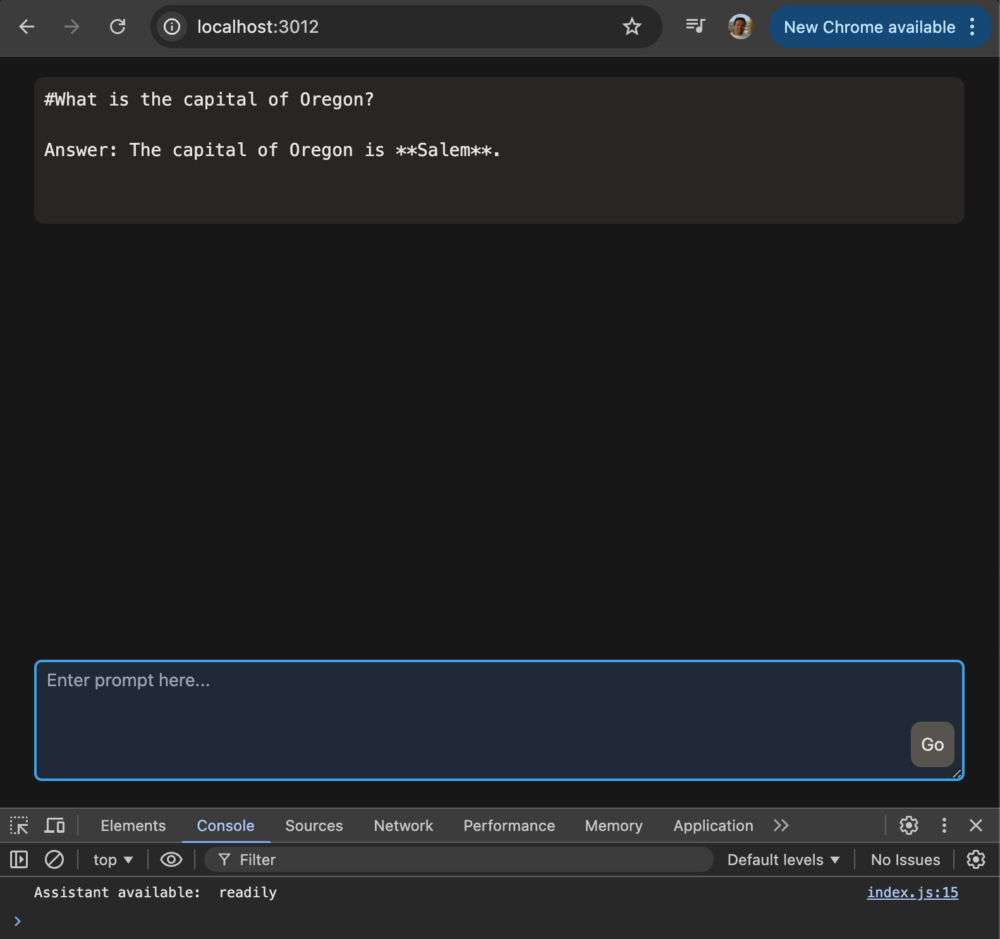 localhost:3012
New Chrome available
#What is the capital of Oregon?
Answer: The capital of Oregon is **Salem**.
Enter prompt here...
Go
Elements Console Sources Network Performance Memory Application
top Filter Default levels No Issues
Assistant available:  readily index.js:15